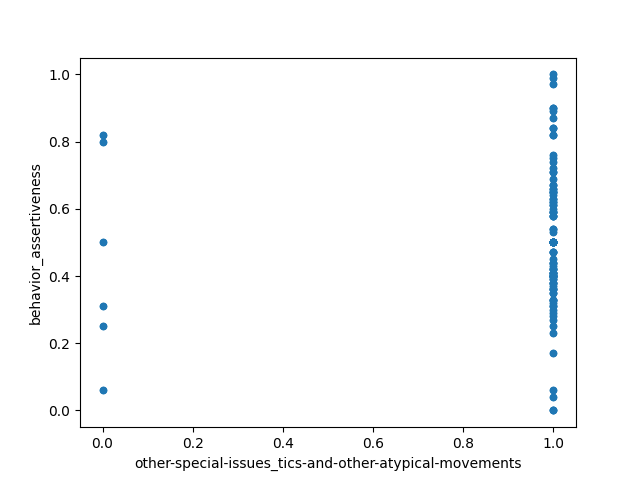 behavior_assertiveness
1.0
0.8
0.6
0.4
0.2
0.0
0.0 0.2 0.4 0.6 0.8 1.0
other-special-issues_tics-and-other-atypical-movements